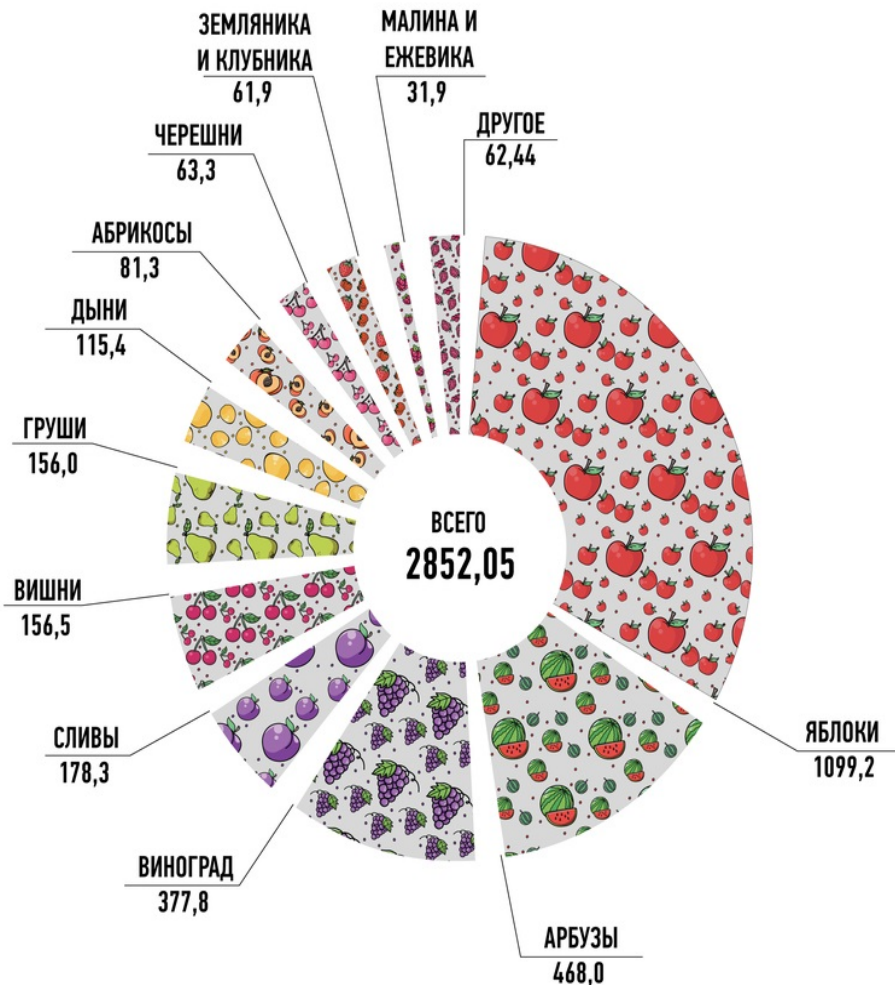 ЗЕМЛЯНИКА
И КЛУБНИКА
61,9
МАЛИНА И
ЕЖЕВИКА
31,9
ДРУГОЕ
62,44
ЧЕРЕШНИ
63,3
АБРИКОСЫ
81,3
ДЫНИ
115,4
ГРУШИ
156,0
ВСЕГО
2852,05
ВИШНИ
156,5
СЛИВЫ
178,3
ЯБЛОКИ
1099,2
ВИНОГРАД
377,8
АРБУЗЫ
468,0